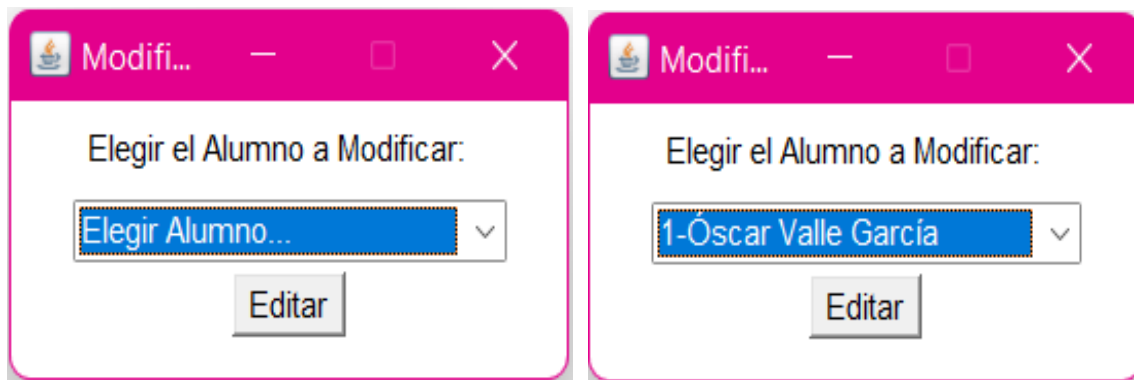 Modifi...
Elegir el Alumno a Modificar:
Elegir Alumno...
Editar
Modifi...
Elegir el Alumno a Modificar:
1-Óscar Valle García
Editar